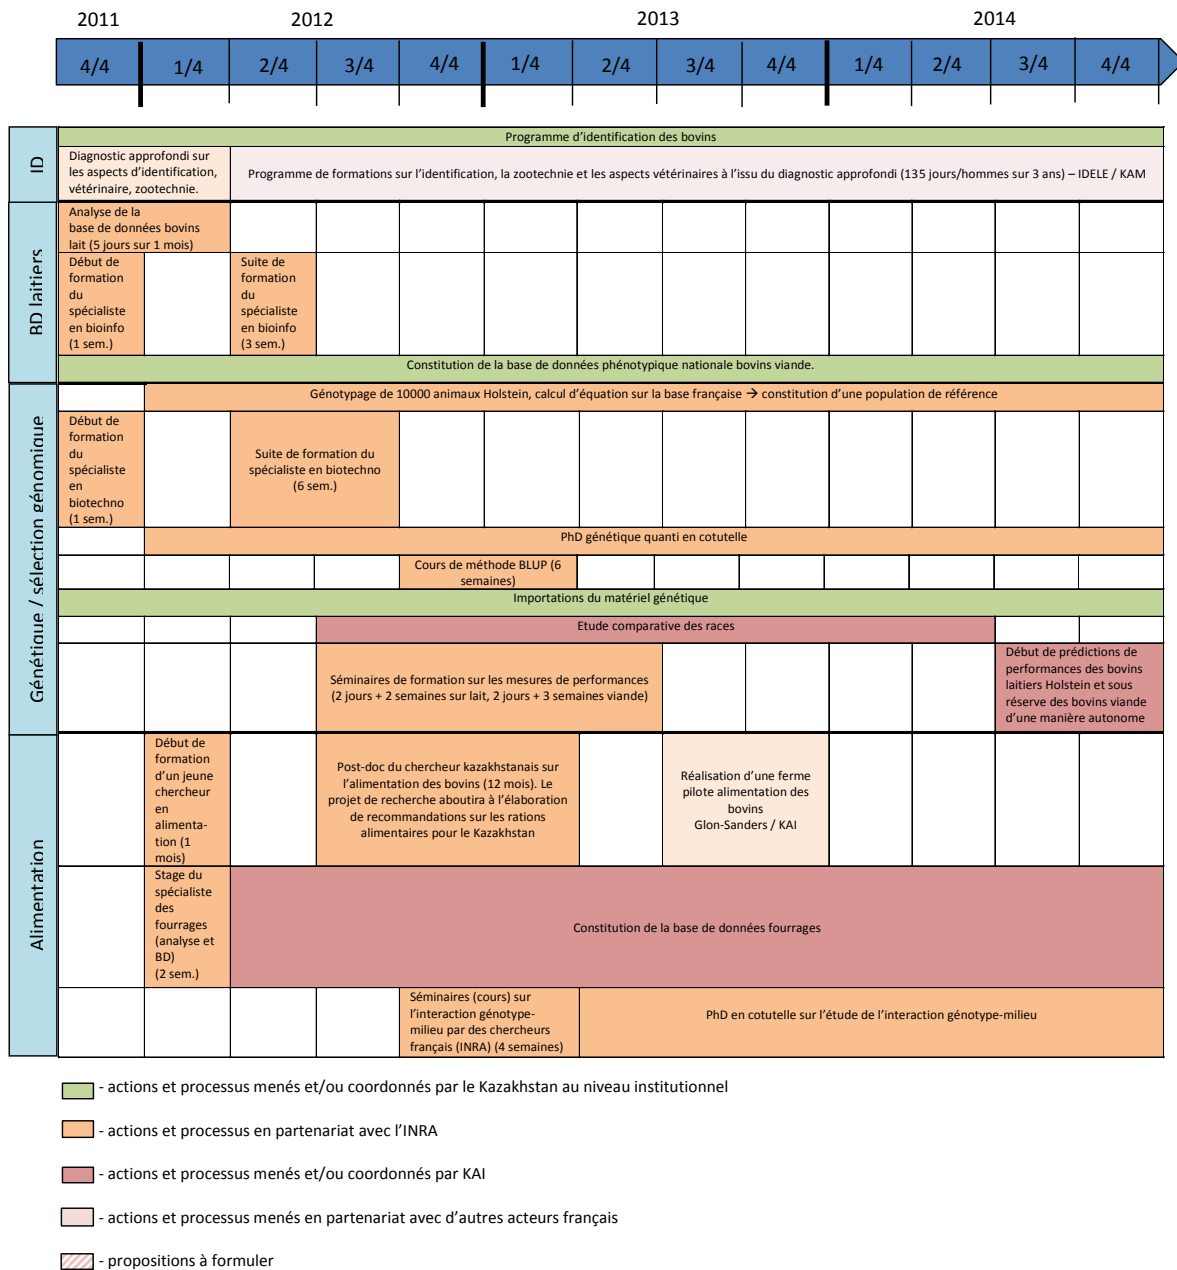 2011
2012
2013
2014
4/4
1/4
2/4
3/4
4/4
1/4
2/4
3/4
4/4
1/4
2/4
3/4
4/4
ID
Programme d'identification des bovins
Diagnostic approfondi sur
les aspects d'identification,
vétérinaire, zootechnie.
Programme de formations sur l'identification, la zootechnie et les aspects vétérinaires à l'issu du diagnostic approfondi (135 jours/hommes sur 3 ans) – IDELE / KAM
BD laitiers
Analyse de la
base de données bovins
lait (5 jours sur 1 mois)
Début de
formation
du
spécialiste
en bioinfo
(1 sem.)
Suite de
formation
du
spécialiste
en bioinfo
(3 sem.)
Constitution de la base de données phénotypique nationale bovins viande.
Génétique / sélection génomique
Génotypage de 10000 animaux Holstein, calcul d'équation sur la base française → constitution d'une population de référence
Début de
formation
du
spécialiste
en
biotechno
(1 sem.)
Suite de formation du
spécialiste en biotechno
(6 sem.)
PhD génétique quanti en cotutelle
Cours de méthode BLUP (6
semaines)
Importations du matériel génétique
Etude comparative des races
Séminaires de formation sur les mesures de performances
(2 jours + 2 semaines sur lait, 2 jours + 3 semaines viande)
Début de prédictions de
performances des bovins
laitiers Holstein et sous
réserve des bovins viande
d'une manière autonome
Alimentation
Début de
formation
d'un jeune
chercheur
en
alimenta-
tion (1
mois)
Post-doc du chercheur kazakhstanais sur
l'alimentation des bovins (12 mois). Le
projet de recherche aboutira à l'élaboration
de recommandations sur les rations
alimentaires pour le Kazakhstan
Réalisation d'une ferme
pilote alimentation des
bovins
Glon-Sanders / KAI
Stage du
spécialiste
des
fourrages
(analyse et
BD)
(2 sem.)
Constitution de la base de données fourrages
Séminaires (cours) sur
l'interaction génotype-
milieu par des chercheurs
français (INRA) (4 semaines)
PhD en cotutelle sur l'étude de l'interaction génotype-milieu
- actions et processus menés et/ou coordonnés par le Kazakhstan au niveau institutionnel
- actions et processus en partenariat avec l'INRA
- actions et processus menés et/ou coordonnés par KAI
- actions et processus menés en partenariat avec d'autres acteurs français
- propositions à formuler